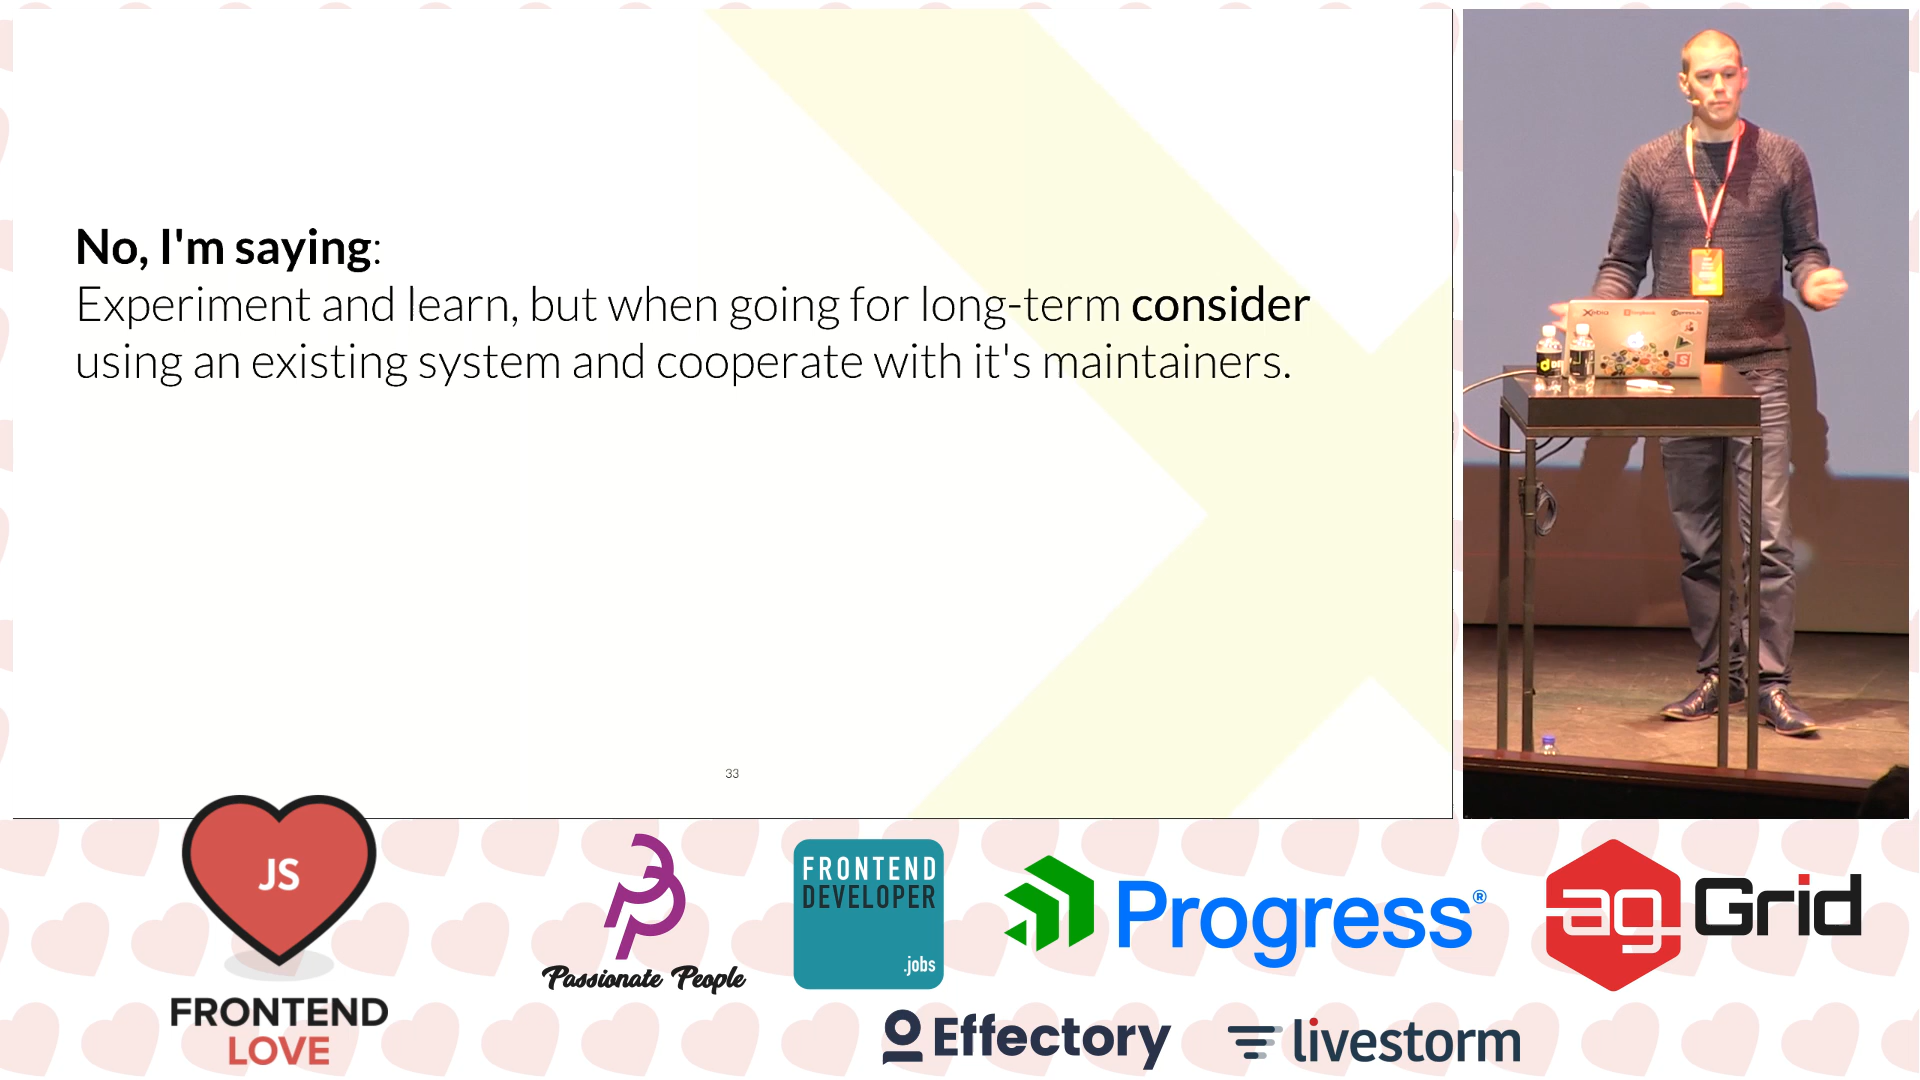 No, I'm saying:
Experiment and learn, but when going for long-term consider
using an existing system and cooperate with it's maintainers.
33
JS
FRONTEND
LOVE
Passionate People
FRONTEND
DEVELOPER
.jobs
Progress®
ag Grid
Effectory
livestorm